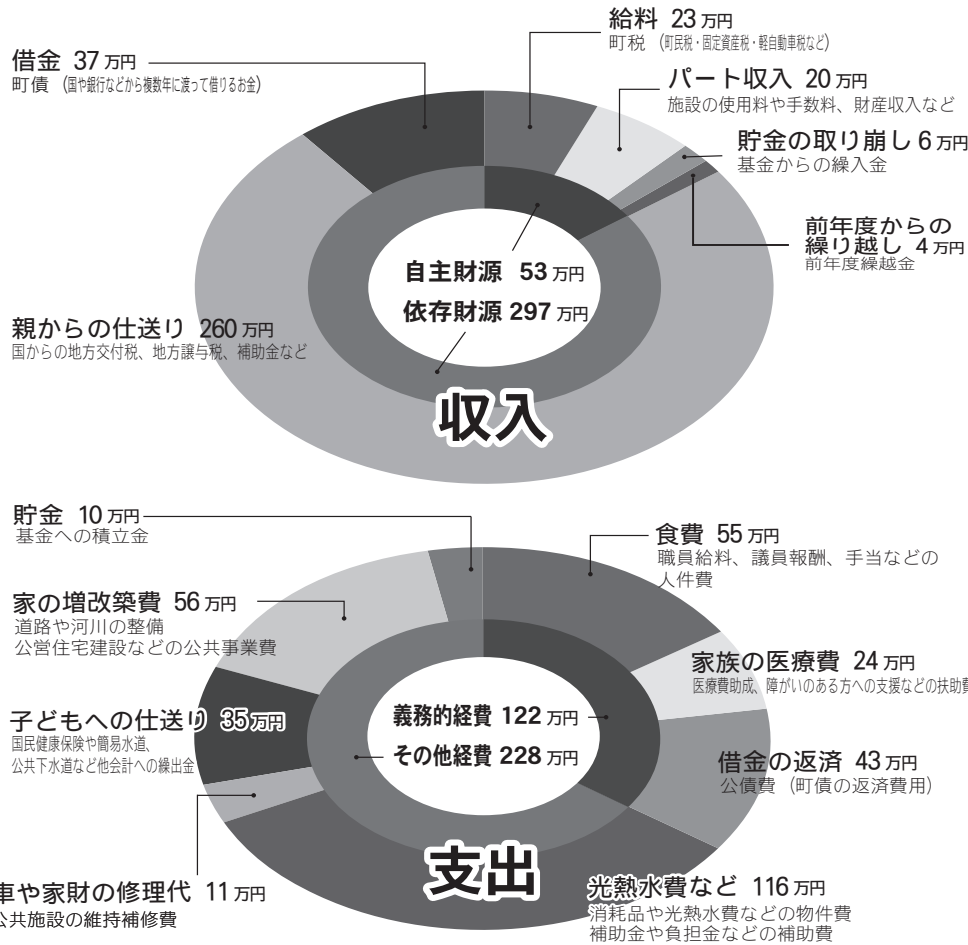 給料 23 万円
町税 (町民税・固定資産税・軽自動車税など)
借金 37 万円
町債 (国や銀行などから複数年に渡って借りるお金)
パート収入 20 万円
施設の使用料や手数料、財産収入など
貯金の取り崩し 6 万円
基金からの繰入金
前年度からの
繰り越し 4 万円
前年度繰越金
自主財源 53 万円
依存財源 297 万円
親からの仕送り 260 万円
国からの地方交付税、地方譲与税、補助金など
収入
貯金 10 万円
基金への積立金
食費 55 万円
職員給料、議員報酬、手当などの
人件費
家の増改築費 56 万円
道路や河川の整備
公営住宅建設などの公共事業費
家族の医療費 24 万円
医療費助成、障がいのある方への支援などの扶助費
義務的経費 122 万円
その他経費 228 万円
子どもへの仕送り 35 万円
国民健康保険や簡易水道、
公共下水道など他会計への繰出金
借金の返済 43 万円
公債費 (町債の返済費用)
支出
車や家財の修理代 11 万円
公共施設の維持補修費
光熱水費など 116 万円
消耗品や光熱水費などの物件費
補助金や負担金などの補助費